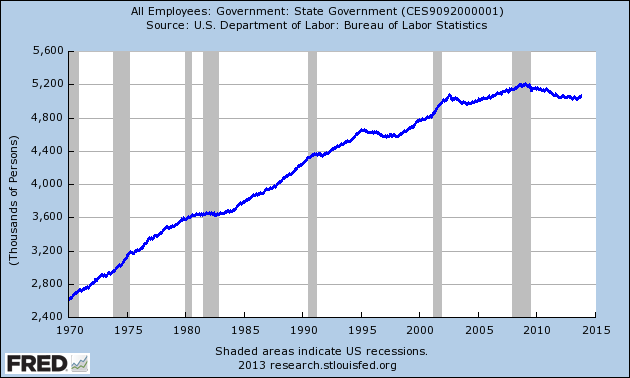 All Employees: Government: State Government (CES9092000001)
Source: U.S. Department of Labor: Bureau of Labor Statistics
(Thousands of Persons)
5,600
5,200
4,800
4,400
4,000
3,600
3,200
2,800
2,400
1970 1975 1980 1985 1990 1995 2000 2005 2010 2015
Shaded areas indicate US recessions.
2013 research.stlouisfed.org
FRED